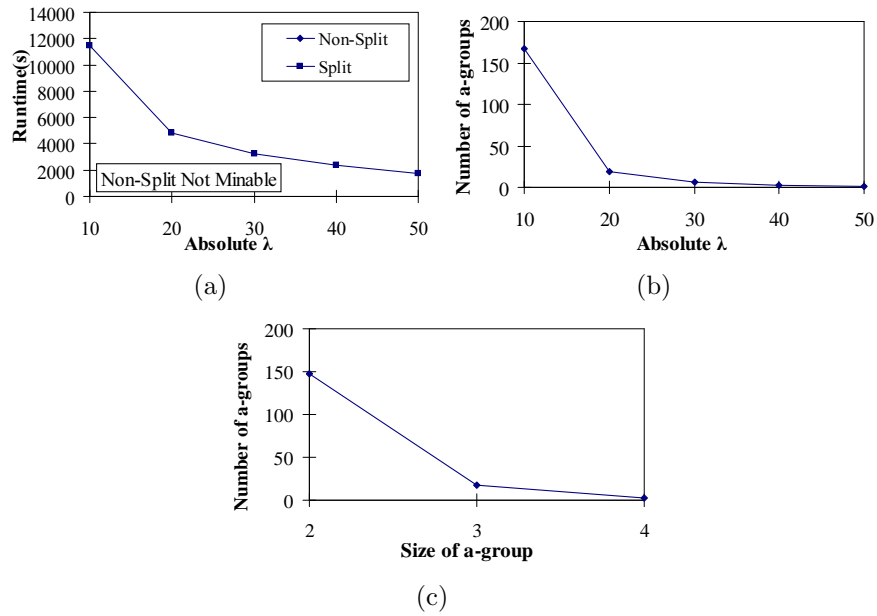 14000
12000
10000
8000
6000
4000
2000
0
Runtime(s)
Non-Split
Split
Non-Split Not Minable
10 20 30 40 50
Absolute λ
(a)
200
150
100
50
0
Number of a-groups
10 20 30 40 50
Absolute λ
(b)
200
150
100
50
0
Number of a-groups
2 3 4
Size of a-group
(c)